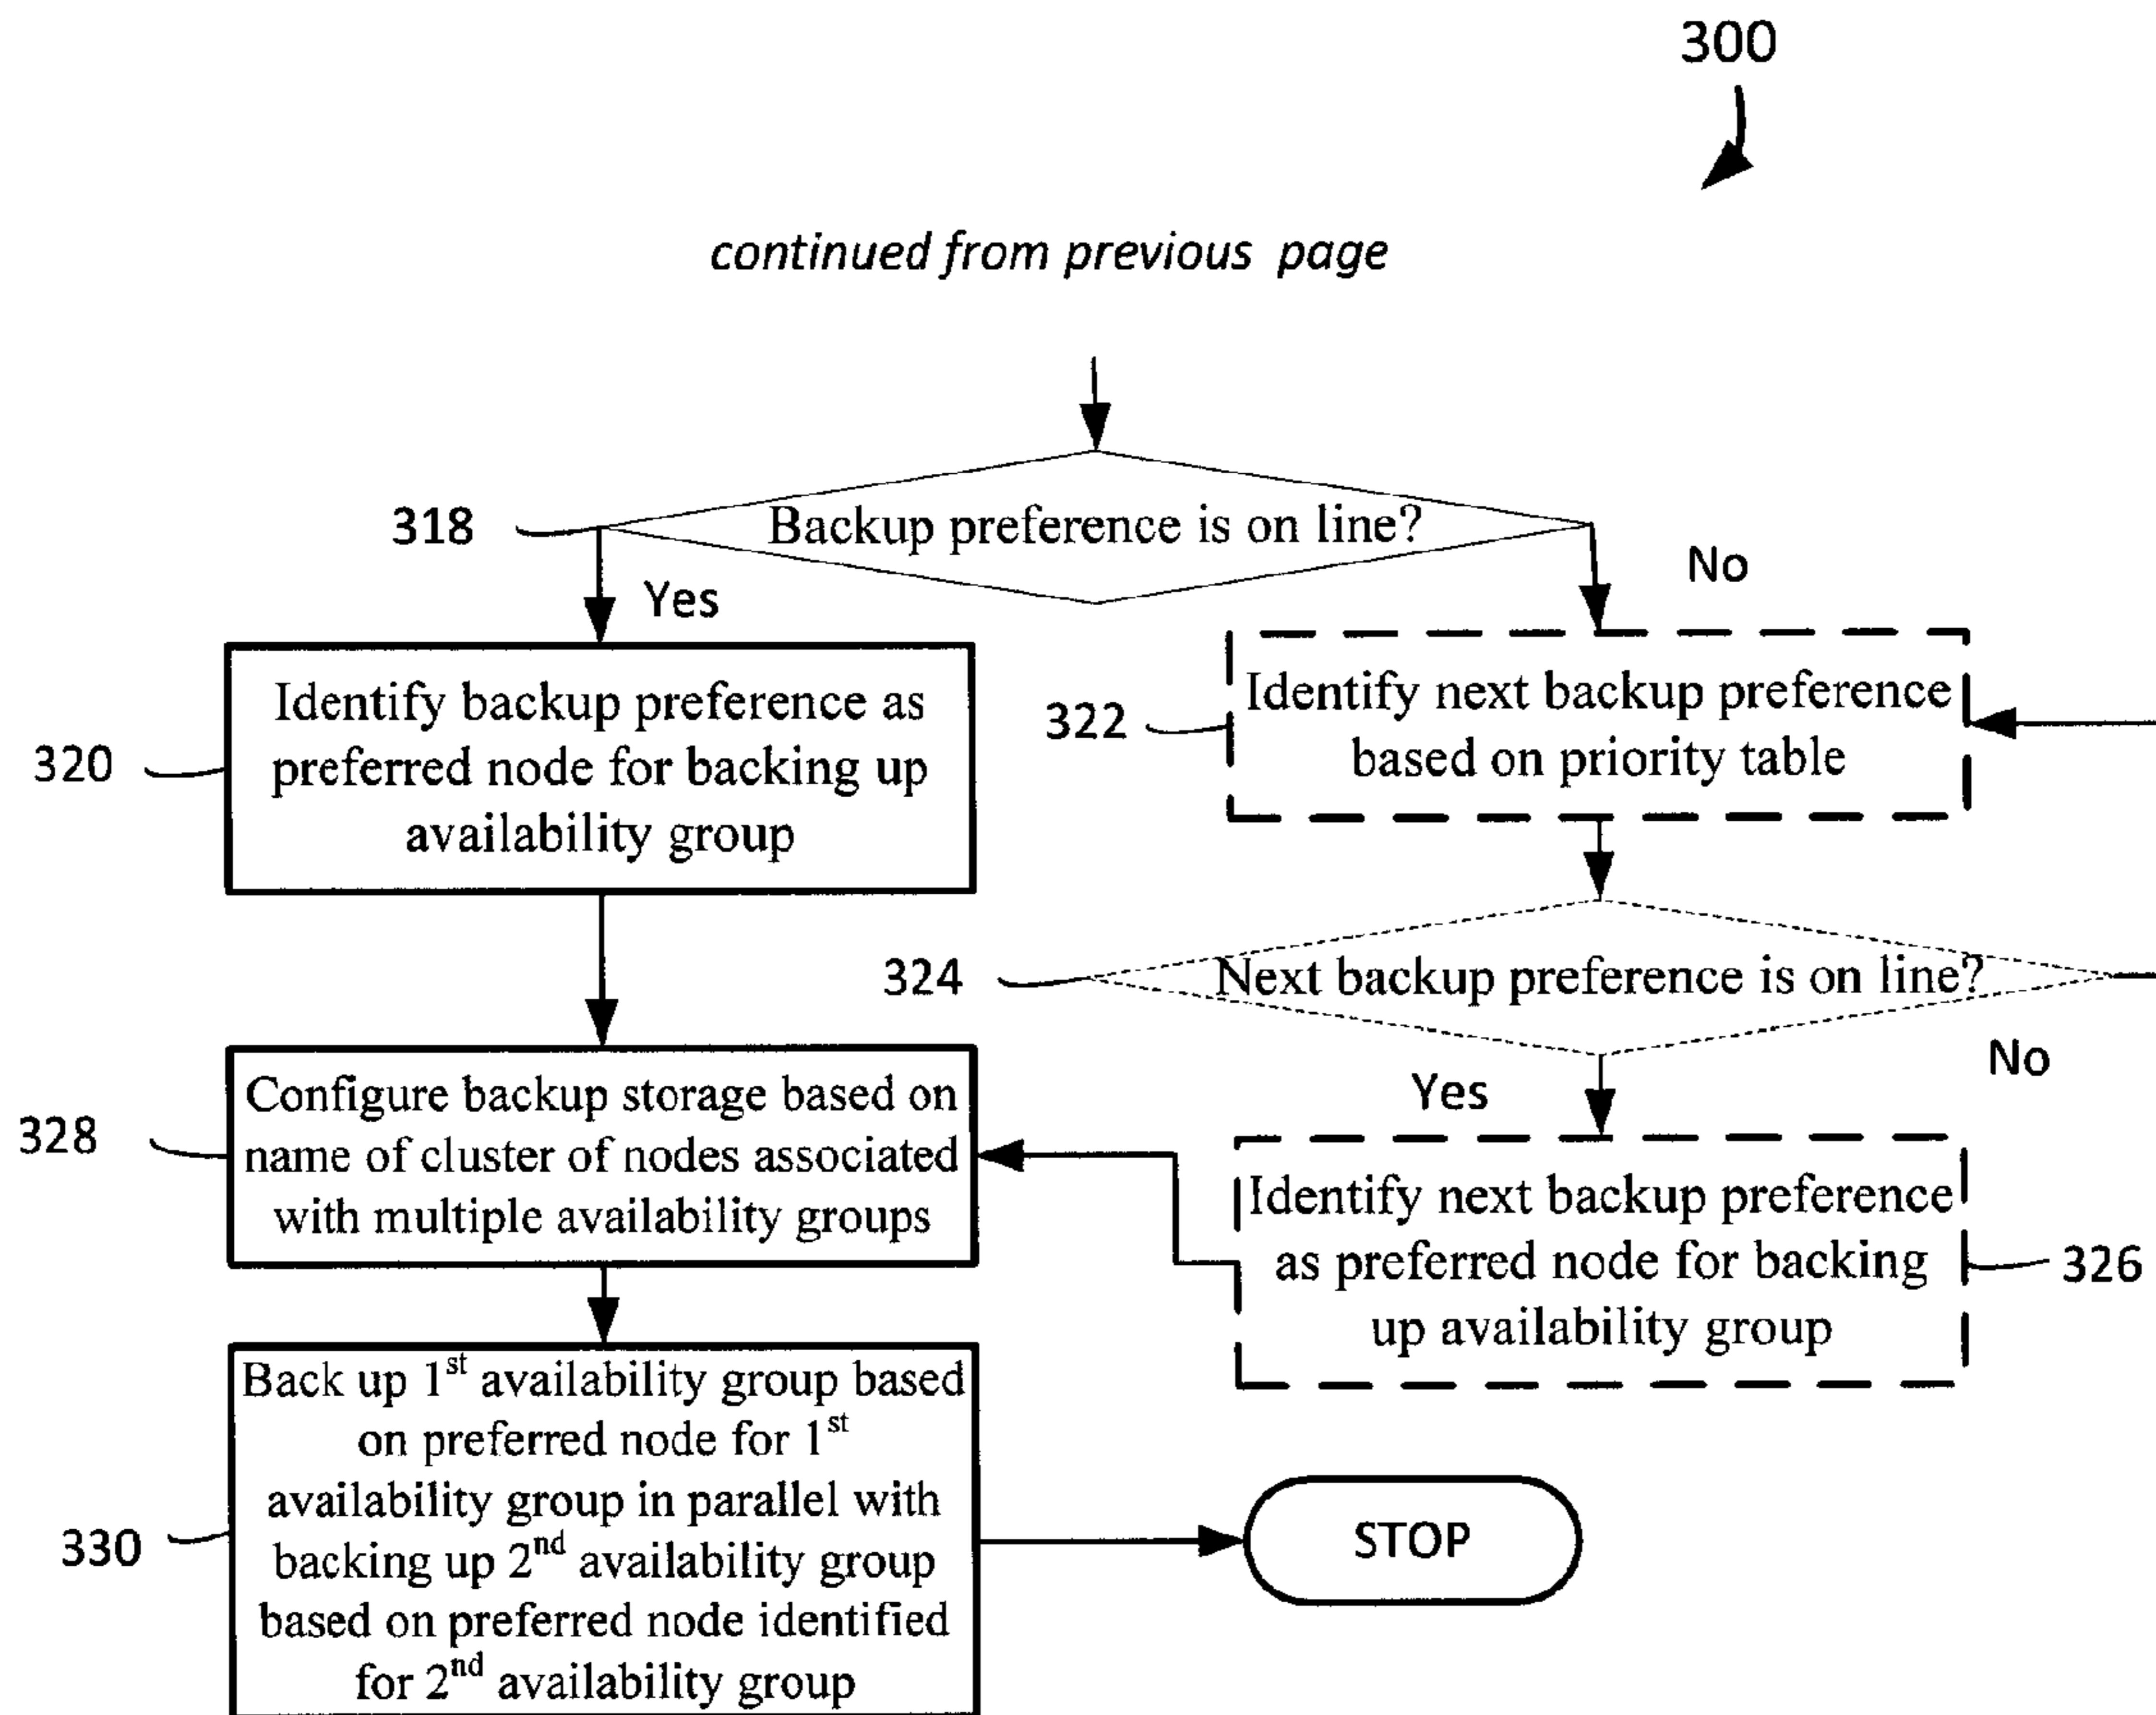 300
continued from previous page
318
Backup preference is on line?
Yes
No
320
Identify backup preference as
preferred node for backing up
availability group
322
Identify next backup preference
based on priority table
324
Next backup preference is on line?
Yes
No
328
Configure backup storage based on
name of cluster of nodes associated
with multiple availability groups
Identify next backup preference
as preferred node for backing
up availability group
326
330
Back up 1st availability group based
on preferred node for 1st
availability group in parallel with
backing up 2nd availability group
based on preferred node identified
for 2nd availability group
STOP